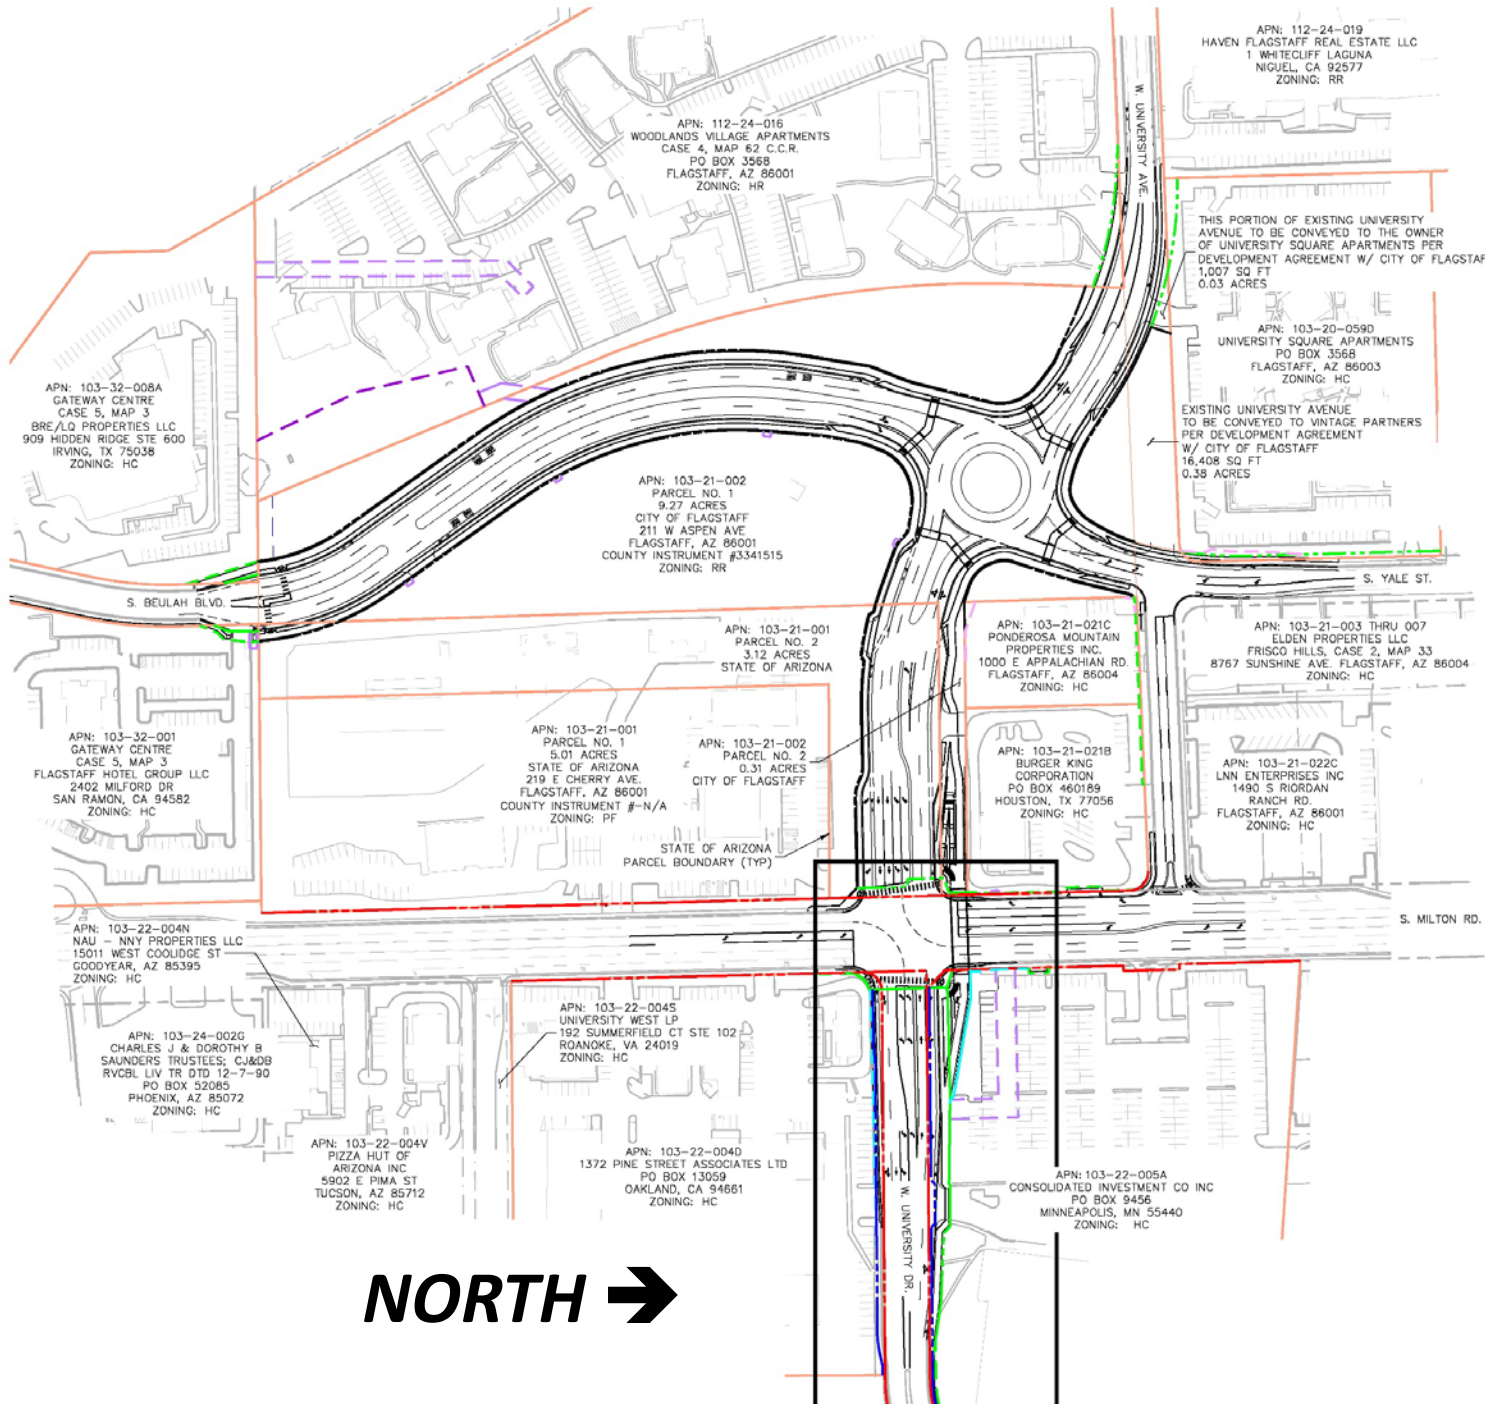 APN: 112-24-019
HAVEN FLAGSTAFF REAL ESTATE LLC
1 WHITECLIFF LAGUNA
NIGUEL, CA 92577
ZONING: RR
W. UNIVERSITY AVE.
APN: 112-24-016
WOODLANDS VILLAGE APARTMENTS
CASE 4, MAP 62 C.C.R.
PO BOX 3568
FLAGSTAFF, AZ 86001
ZONING: HR
THIS PORTION OF EXISTING UNIVERSITY
AVENUE TO BE CONVEYED TO THE OWNER
OF UNIVERSITY SQUARE APARTMENTS PER
DEVELOPMENT AGREEMENT W/ CITY OF FLAGSTAF
1,007 SQ FT
0.03 ACRES
APN: 103-20-059D
UNIVERSITY SQUARE APARTMENTS
PO BOX 3568
FLAGSTAFF, AZ 86003
ZONING: HC
EXISTING UNIVERSITY AVENUE
TO BE CONVEYED TO VINTAGE PARTNERS
PER DEVELOPMENT AGREEMENT
W/ CITY OF FLAGSTAFF
16,408 SQ FT
0.38 ACRES
APN: 103-32-008A
GATEWAY CENTRE
CASE 5, MAP 3
BRE/LQ PROPERTIES LLC
909 HIDDEN RIDGE STE 600
IRVING, TX 75038
ZONING: HC
APN: 103-21-002
PARCEL NO. 1
9.27 ACRES
CITY OF FLAGSTAFF
211 W ASPEN AVE
FLAGSTAFF, AZ 86001
COUNTY INSTRUMENT #3341515
ZONING: RR
S. BEULAH BLVD.
S. YALE ST.
APN: 103-21-001
PARCEL NO. 2
3.12 ACRES
STATE OF ARIZONA
APN: 103-21-021C
PONDEROSA MOUNTAIN
PROPERTIES INC.
1000 E APPALACHIAN RD.
FLAGSTAFF, AZ 86004
ZONING: HC
APN: 103-21-003 THRU 007
ELDEN PROPERTIES LLC
FRISCO HILLS, CASE 2, MAP 33
8767 SUNSHINE AVE. FLAGSTAFF, AZ 86004
ZONING: HC
APN: 103-32-001
GATEWAY CENTRE
CASE 5, MAP 3
FLAGSTAFF HOTEL GROUP LLC
2402 MILFORD DR
SAN RAMON, CA 94582
ZONING: HC
APN: 103-21-001
PARCEL NO. 1
5.01 ACRES
STATE OF ARIZONA
219 E CHERRY AVE.
FLAGSTAFF, AZ 86001
COUNTY INSTRUMENT #-N/A
ZONING: PF
APN: 103-21-002
PARCEL NO. 2
0.31 ACRES
CITY OF FLAGSTAFF
APN: 103-21-021B
BURGER KING
CORPORATION
PO BOX 460189
HOUSTON, TX 77056
ZONING: HC
APN: 103-21-022C
LNN ENTERPRISES INC
1490 S RIORDAN
RANCH RD.
FLAGSTAFF, AZ 86001
ZONING: HC
STATE OF ARIZONA
PARCEL BOUNDARY (TYP)
S. MILTON RD.
APN: 103-22-004N
NAU - NNY PROPERTIES LLC
15011 WEST COOLIDGE ST
GOODYEAR, AZ 85395
ZONING: HC
APN: 103-24-002G
CHARLES J & DOROTHY B
SAUNDERS TRUSTEES; CJ&DB
RVCBL LIV TR DTD 12-7-90
PO BOX 52085
PHOENIX, AZ 85072
ZONING: HC
APN: 103-22-004S
UNIVERSITY WEST LP
192 SUMMERFIELD CT STE 102
ROANOKE, VA 24019
ZONING: HC
APN: 103-22-004V
PIZZA HUT OF
ARIZONA INC
5902 E PIMA ST
TUCSON, AZ 85712
ZONING: HC
APN: 103-22-004D
1372 PINE STREET ASSOCIATES LTD
PO BOX 13059
OAKLAND, CA 94661
ZONING: HC
W. UNIVERSITY DR.
APN: 103-22-005A
CONSOLIDATED INVESTMENT CO INC
PO BOX 9456
MINNEAPOLIS, MN 55440
ZONING: HC
NORTH